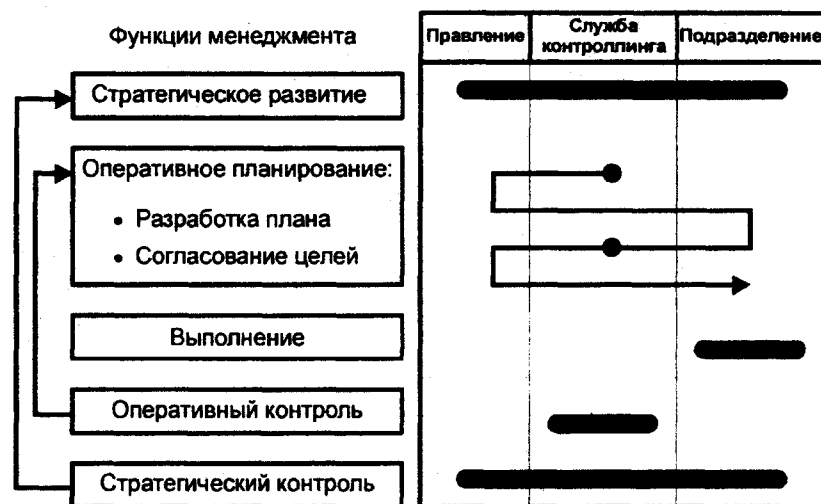 Функции менеджмента
Правление
Служба
контроллинга
Подразделение
Стратегическое развитие
Оперативное планирование:
• Разработка плана
• Согласование целей
Выполнение
Оперативный контроль
Стратегический контроль